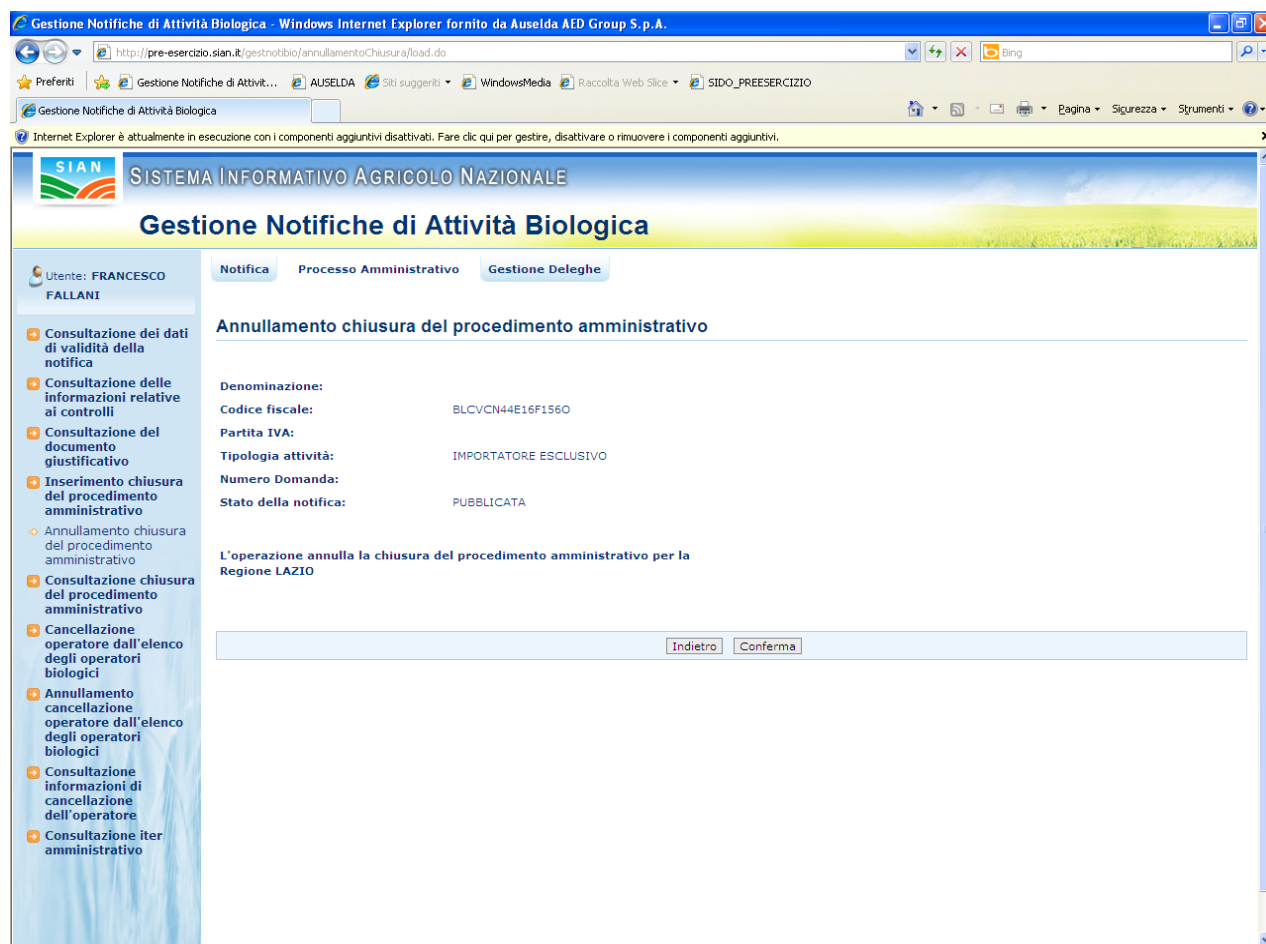 Gestione Notifiche di Attività Biologica - Windows Internet Explorer fornito da Auselda AED Group S.p.A.
http://pre-esercizio.sian.it/gestnotibio/annullamentoChiusura/load.do
Bing
Preferiti Gestione Notifiche di Attivit... AUSELDA Siti suggeriti WindowsMedia Raccolta Web Slice SIDO_PREESERCIZIO
Gestione Notifiche di Attività Biologica
Pagina Sicurezza Strumenti
Internet Explorer è attualmente in esecuzione con i componenti aggiuntivi disattivati. Fare clic qui per gestire, disattivare o rimuovere i componenti aggiuntivi.
SIAN
SISTEMA INFORMATIVO AGRICOLO NAZIONALE
Gestione Notifiche di Attività Biologica
Utente: FRANCESCO
FALLANI
Notifica Processo Amministrativo Gestione Deleghe
Consultazione dei dati
di validità della
notifica
Consultazione delle
informazioni relative
ai controlli
Consultazione del
documento
giustificativo
Inserimento chiusura
del procedimento
amministrativo
Annullamento chiusura
del procedimento
amministrativo
Consultazione chiusura
del procedimento
amministrativo
Cancellazione
operatore dall'elenco
degli operatori
biologici
Annullamento
cancellazione
operatore dall'elenco
degli operatori
biologici
Consultazione
informazioni di
cancellazione
dell'operatore
Consultazione iter
amministrativo
Annullamento chiusura del procedimento amministrativo
Denominazione:
Codice fiscale: BLCVCN44E16F156O
Partita IVA:
Tipologia attività: IMPORTATORE ESCLUSIVO
Numero Domanda:
Stato della notifica: PUBBLICATA
L'operazione annulla la chiusura del procedimento amministrativo per la
Regione LAZIO
Indietro Conferma